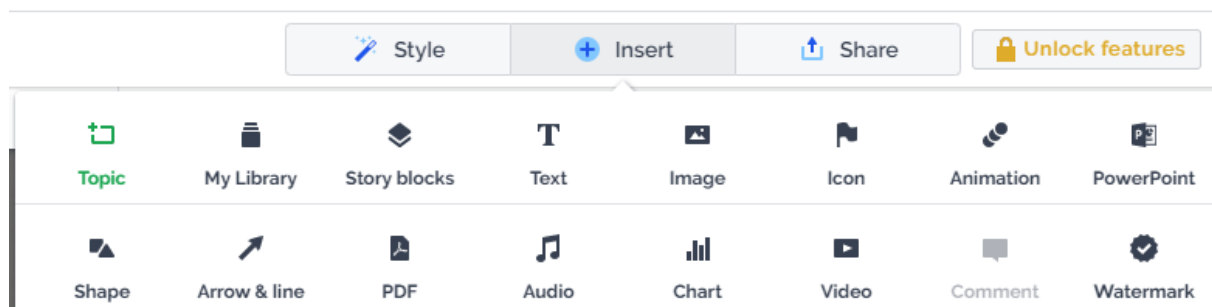 Style Insert Share Unlock features
Topic My Library Story blocks Text Image Icon Animation PowerPoint
Shape Arrow & line PDF Audio Chart Video Comment Watermark